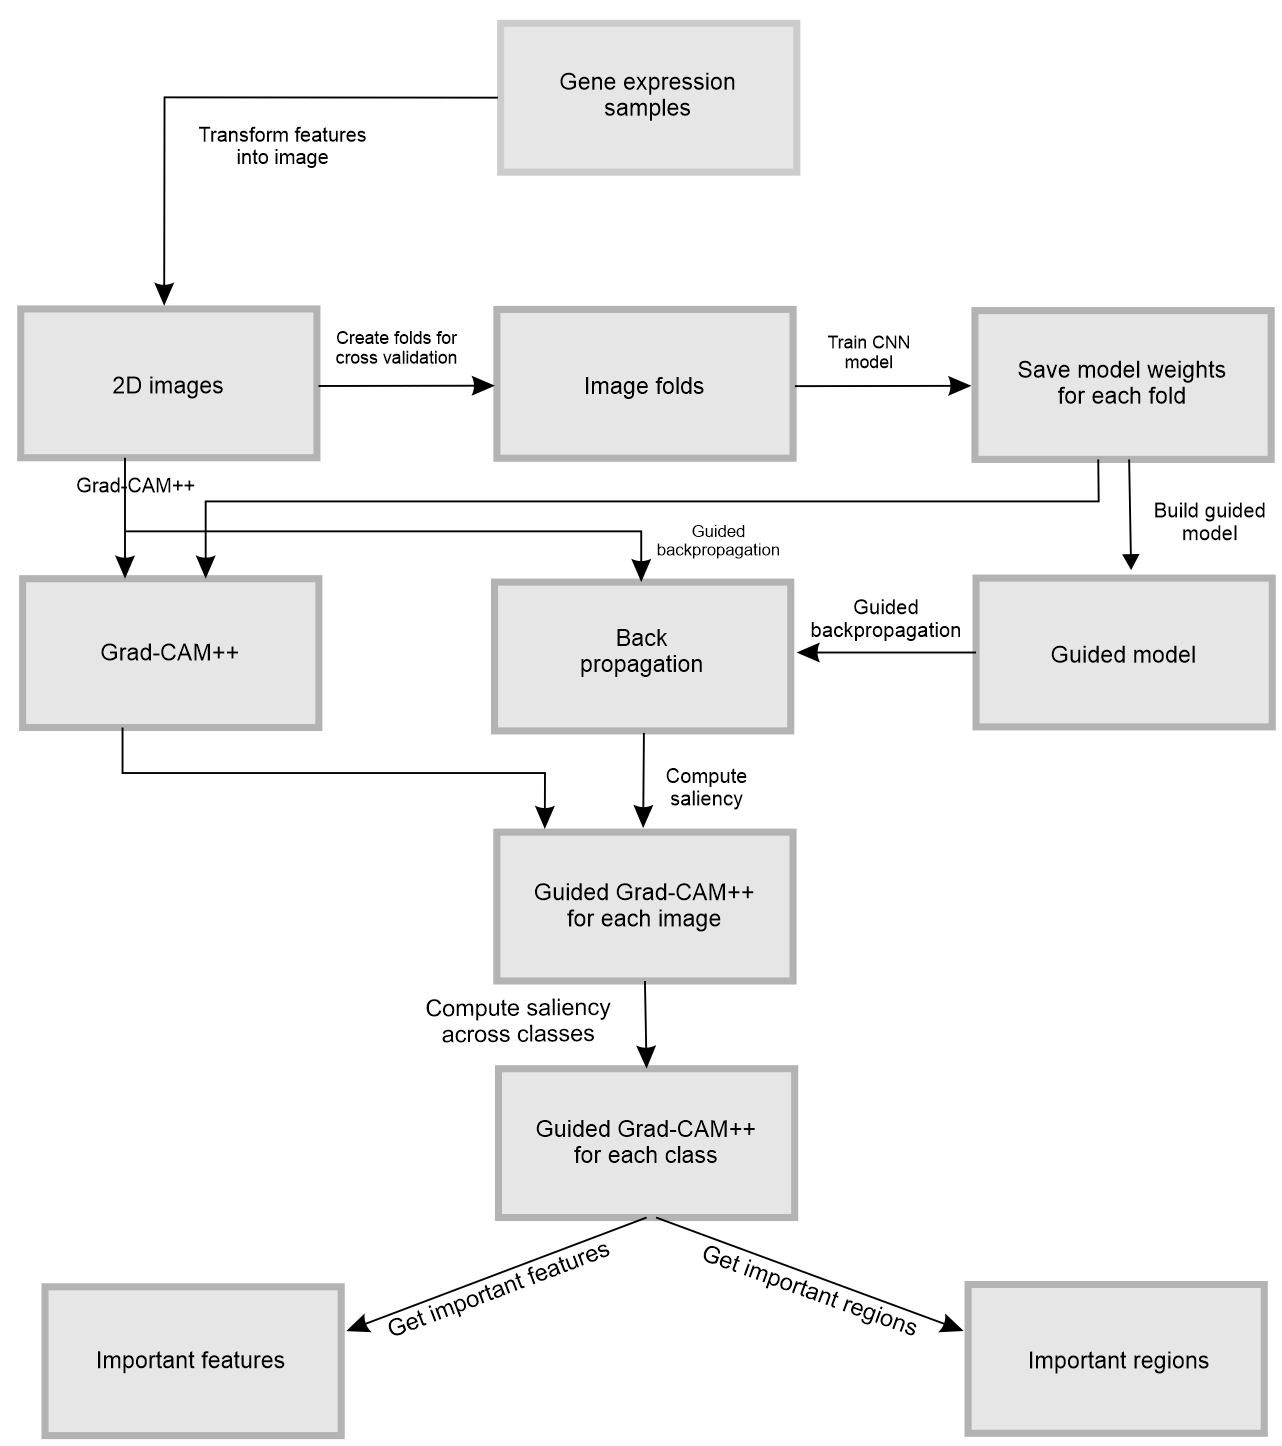 Gene expression
samples
Transform features
into image
2D images
Create folds for
cross validation
Image folds
Train CNN
model
Save model weights
for each fold
Grad-CAM++
Guided
backpropagation
Build guided
model
Grad-CAM++
Back
propagation
Guided
backpropagation
Guided model
Compute
saliency
Guided Grad-CAM++
for each image
Compute saliency
across classes
Guided Grad-CAM++
for each class
Get important features
Get important regions
Important features
Important regions